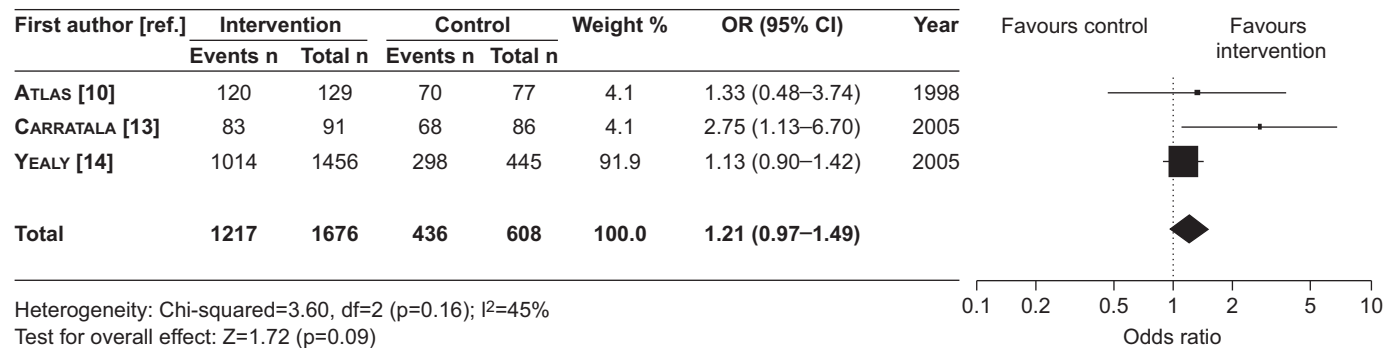 First author [ref.] Intervention Control Weight % OR (95% CI) Year Favours control Favours intervention
Events n Total n Events n Total n
ATLAS [10] 120 129 70 77 4.1 1.33 (0.48–3.74) 1998
CARRATALA [13] 83 91 68 86 4.1 2.75 (1.13–6.70) 2005
YEALY [14] 1014 1456 298 445 91.9 1.13 (0.90–1.42) 2005
Total 1217 1676 436 608 100.0 1.21 (0.97–1.49)
Heterogeneity: Chi-squared=3.60, df=2 (p=0.16); I²=45%
Test for overall effect: Z=1.72 (p=0.09)
0.1 0.2 0.5 1 2 5 10
Odds ratio